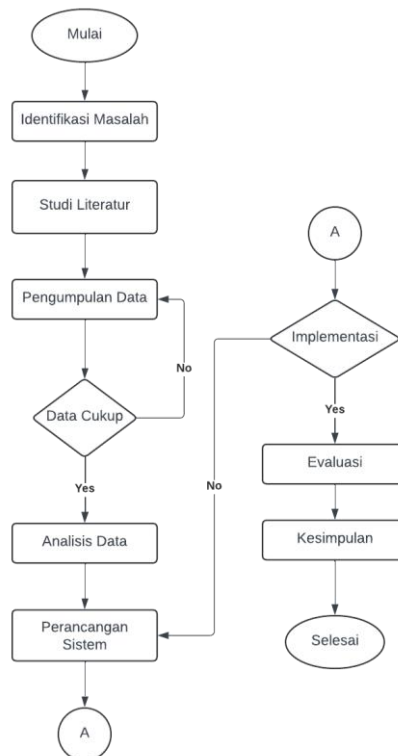 Mulai
Identifikasi Masalah
Studi Literatur
Pengumpulan Data
No
Data Cukup
Yes
Analisis Data
Perancangan
Sistem
A
A
Implementasi
Yes
No
Evaluasi
Kesimpulan
Selesai